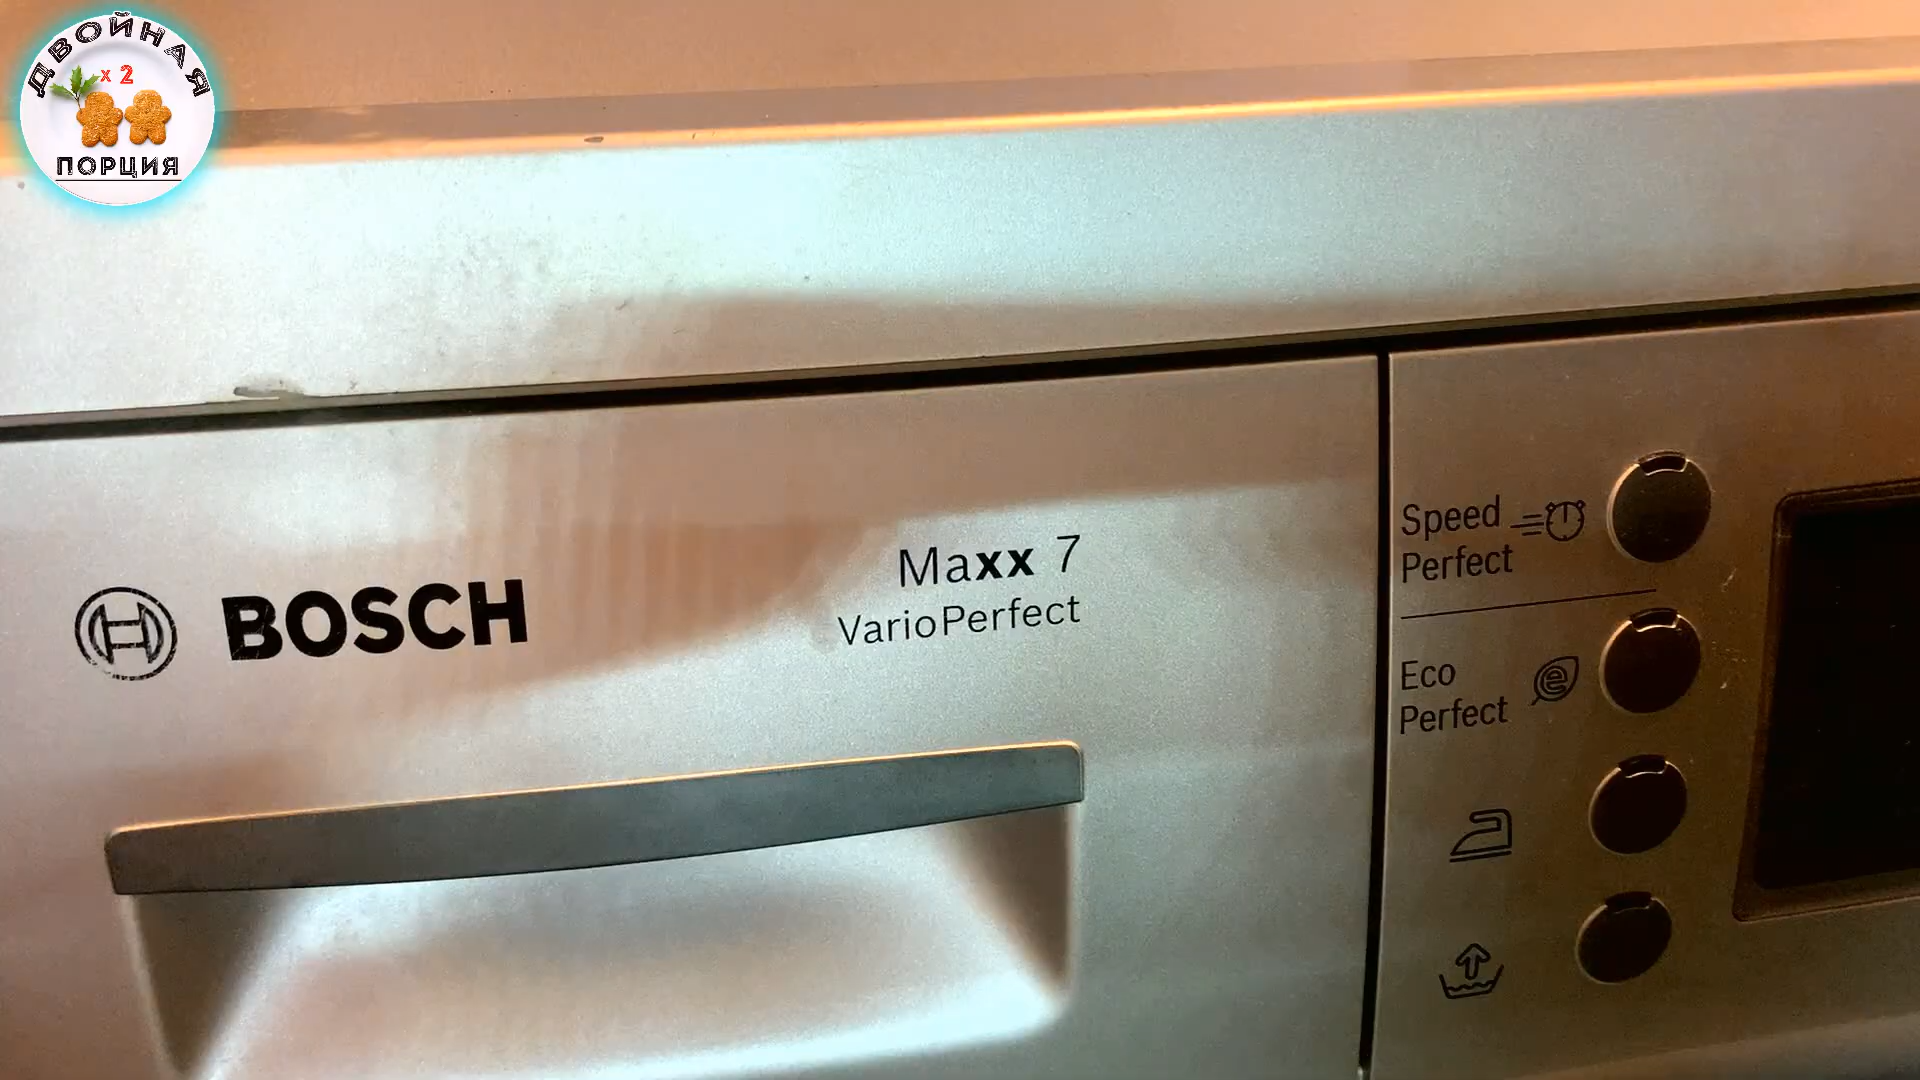 ДВОЙНАЯ
x 2
ПОРЦИЯ
BOSCH
Maxx 7
VarioPerfect
Speed
Perfect
Eco
Perfect
e